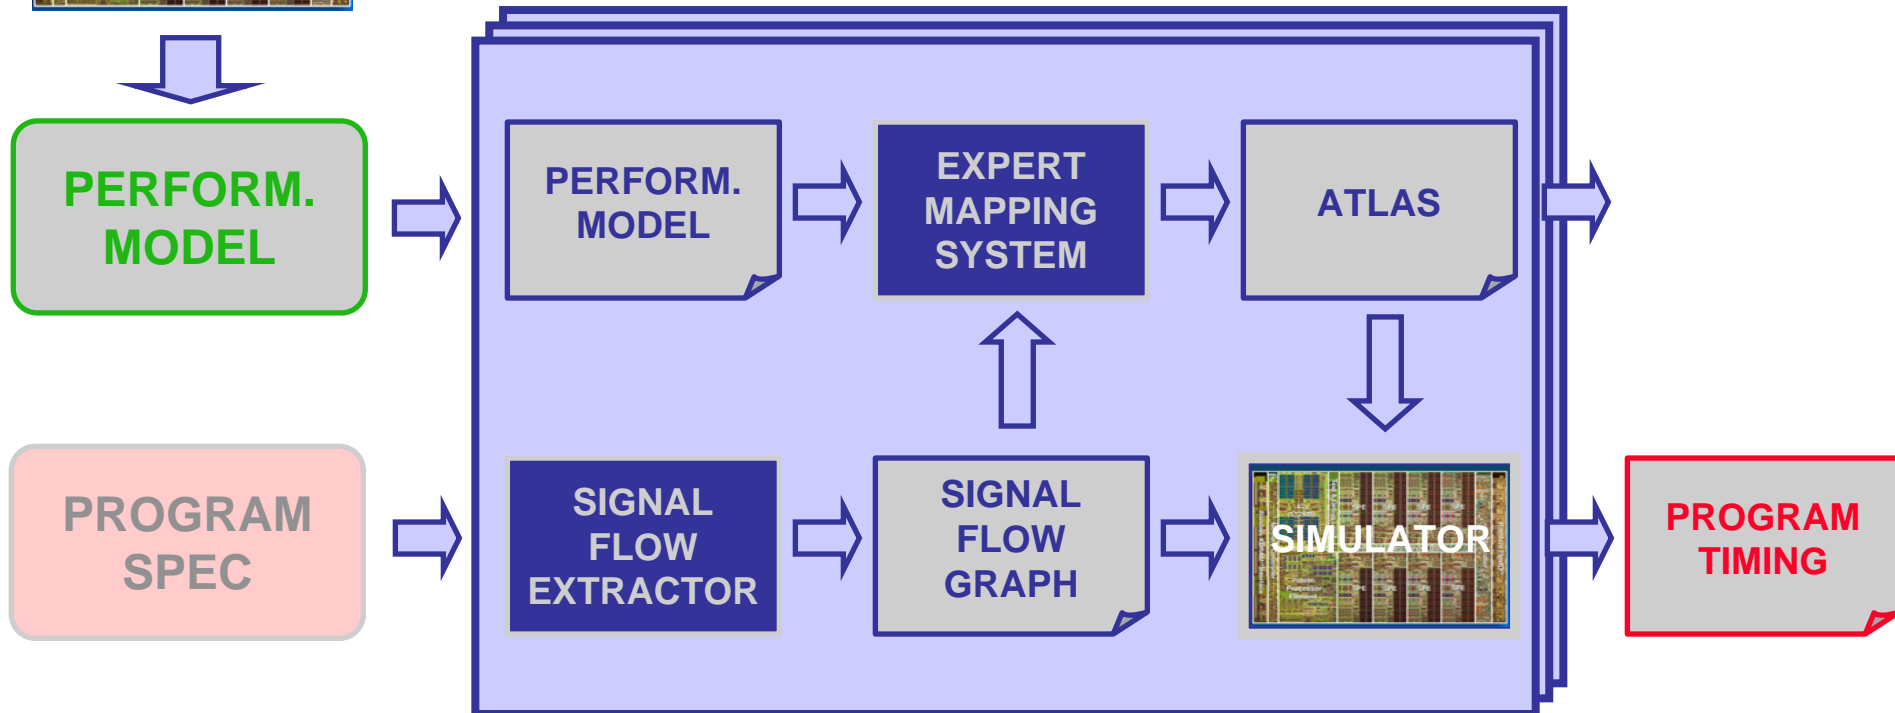 PERFORM.
MODEL
PERFORM.
MODEL
EXPERT
MAPPING
SYSTEM
ATLAS
PROGRAM
SPEC
SIGNAL
FLOW
EXTRACTOR
SIGNAL
FLOW
GRAPH
SIMULATOR
PROGRAM
TIMING